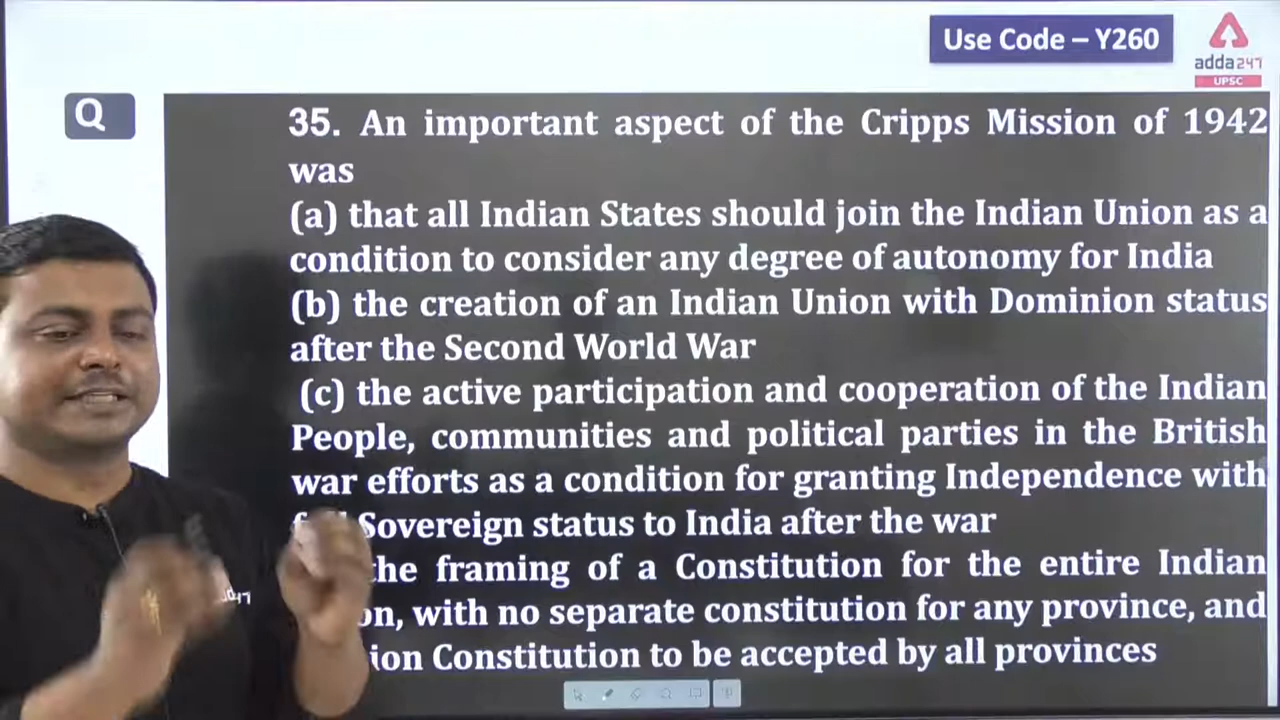 Use Code – Y260
adda247
UPSC
Q
35. An important aspect of the Cripps Mission of 1942
was
(a) that all Indian States should join the Indian Union as a
condition to consider any degree of autonomy for India
(b) the creation of an Indian Union with Dominion status
after the Second World War
(c) the active participation and cooperation of the Indian
People, communities and political parties in the British
war efforts as a condition for granting Independence with
Sovereign status to India after the war
the framing of a Constitution for the entire Indian
with no separate constitution for any province, and
Constitution to be accepted by all provinces